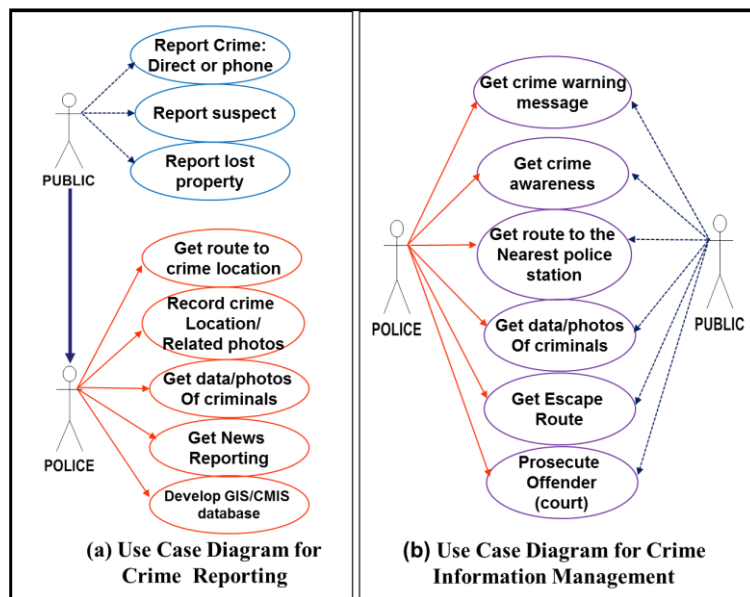 Report Crime:
Direct or phone
Report suspect
Report lost
property
PUBLIC
Get route to
crime location
Record crime
Location/
Related photos
Get data/photos
Of criminals
Get News
Reporting
Develop GIS/CMIS
database
POLICE
(a) Use Case Diagram for
Crime Reporting
Get crime warning
message
Get crime
awareness
Get route to the
Nearest police
station
Get data/photos
Of criminals
Get Escape
Route
Prosecute
Offender
(court)
POLICE
PUBLIC
(b) Use Case Diagram for Crime
Information Management